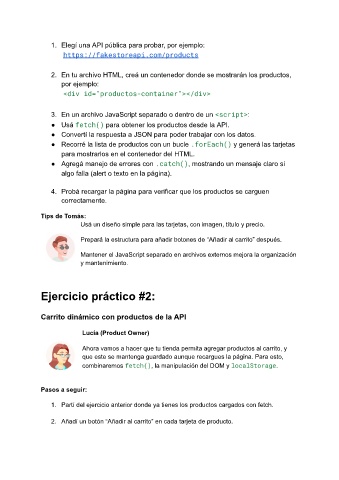 1. Elegí una API pública para probar, por ejemplo:
https://fakestoreapi.com/products
2. En tu archivo HTML, creá un contenedor donde se mostrarán los productos,
por ejemplo:
<div id="productos-container"></div>
3. En un archivo JavaScript separado o dentro de un <script>:
● Usá fetch() para obtener los productos desde la API.
● Convertí la respuesta a JSON para poder trabajar con los datos.
● Recorré la lista de productos con un bucle .forEach() y generá las tarjetas
para mostrarlos en el contenedor del HTML.
● Agregá manejo de errores con .catch(), mostrando un mensaje claro si
algo falla (alert o texto en la página).
4. Probá recargar la página para verificar que los productos se carguen
correctamente.
Tips de Tomás:
Usá un diseño simple para las tarjetas, con imagen, título y precio.
Prepará la estructura para añadir botones de “Añadir al carrito” después.
Mantener el JavaScript separado en archivos externos mejora la organización
y mantenimiento.
Ejercicio práctico #2:
Carrito dinámico con productos de la API
Lucía (Product Owner)
Ahora vamos a hacer que tu tienda permita agregar productos al carrito, y
que este se mantenga guardado aunque recargues la página. Para esto,
combinaremos fetch(), la manipulación del DOM y localStorage.
Pasos a seguir:
1. Partí del ejercicio anterior donde ya tienes los productos cargados con fetch.
2. Añadí un botón “Añadir al carrito” en cada tarjeta de producto.